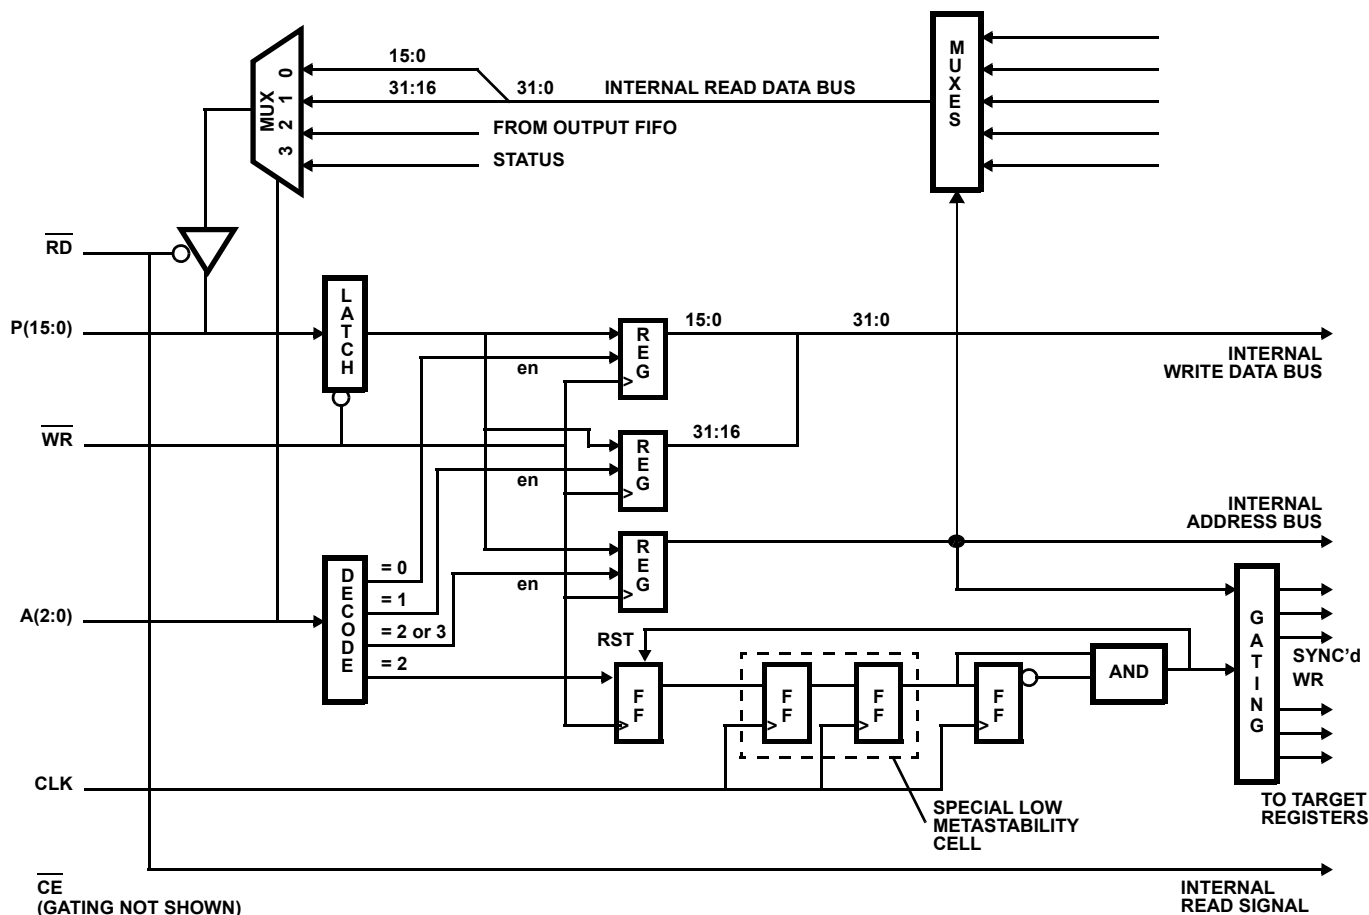 MUX
0
1
2
3
15:0
31:16
31:0
INTERNAL READ DATA BUS
FROM OUTPUT FIFO
STATUS
MUXES
RD
P(15:0)
LATCH
WR
REG
en
15:0
31:0
INTERNAL
WRITE DATA BUS
REG
en
31:16
REG
en
INTERNAL
ADDRESS BUS
A(2:0)
DECODE
= 0
= 1
= 2 or 3
= 2
RST
FF
FF
FF
FF
AND
GATING
SYNC'd
WR
CLK
SPECIAL LOW
METASTABILITY
CELL
TO TARGET
REGISTERS
CE
(GATING NOT SHOWN)
INTERNAL
READ SIGNAL